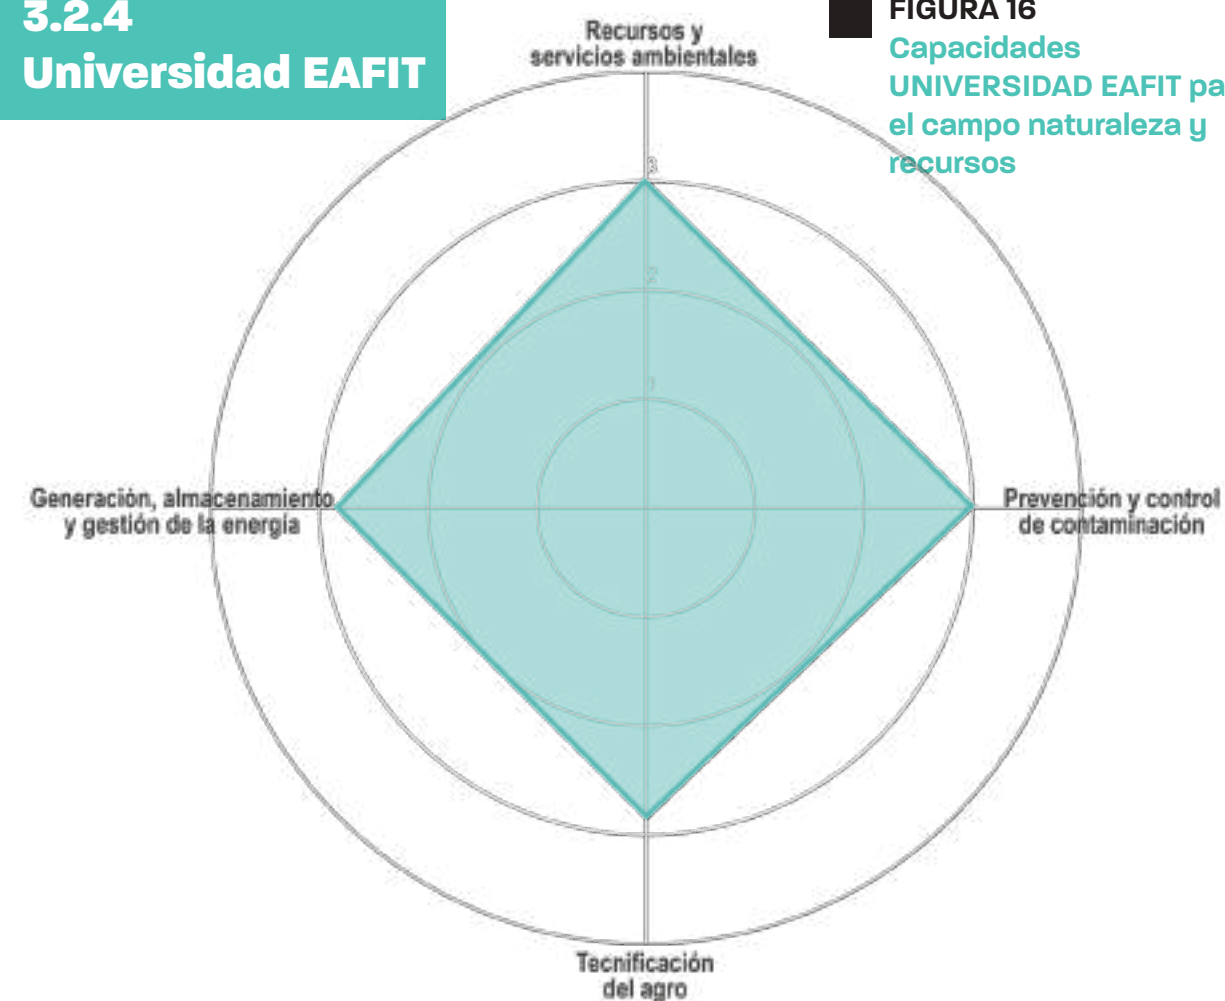 3.2.4
Universidad EAFIT
FIGURA 16
Capacidades
UNIVERSIDAD EAFIT pa
el campo naturaleza y
recursos
Recursos y
servicios ambientales
3
2
1
Generación, almacenamiento
y gestión de la energía
Prevención y control
de contaminación
Tecnificación
del agro